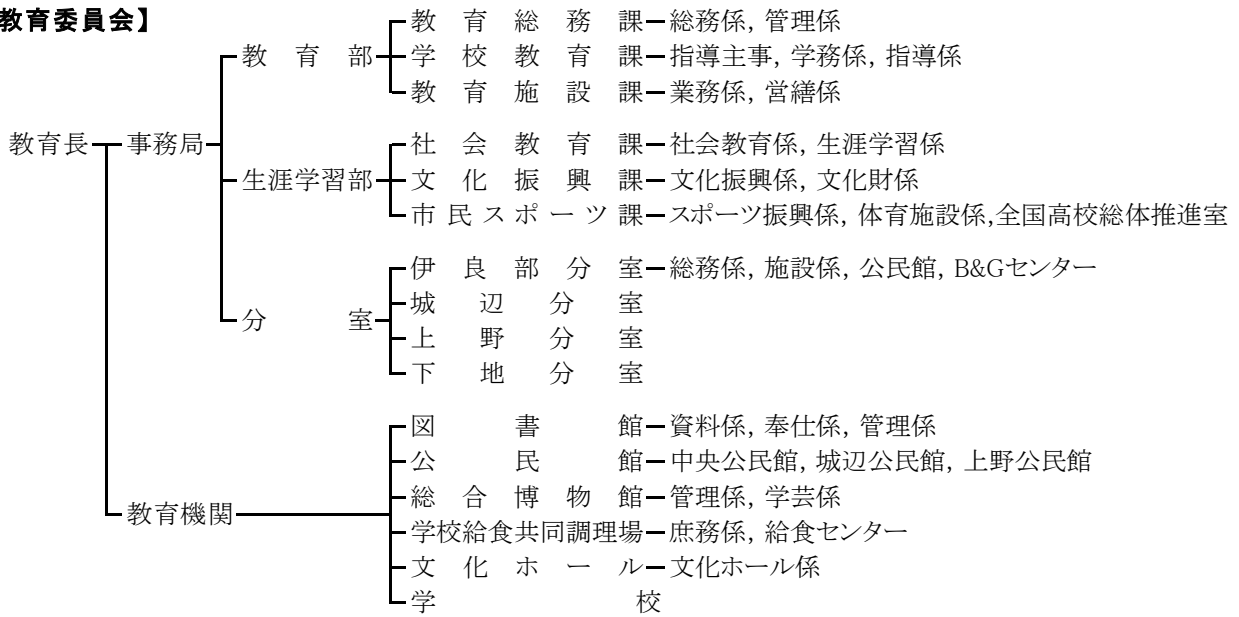 教育委員会】
教育総務課 総務係, 管理係
教育部 学校教育課 指導主事, 学務係, 指導係
教育施設課 業務係, 営繕係
教育長 事務局 社会教育課 社会教育係, 生涯学習係
生涯学習部 文化振興課 文化振興係, 文化財係
市民スポーツ課 スポーツ振興係, 体育施設係,全国高校総体推進室
伊良部分室 総務係, 施設係, 公民館, B&Gセンター
城辺分室
分室 上野分室
下地分室
図書館 資料係, 奉仕係, 管理係
公民館 中央公民館, 城辺公民館, 上野公民館
総合博物館 管理係, 学芸係
教育機関 学校給食共同調理場 庶務係, 給食センター
文化ホール 文化ホール係
学校